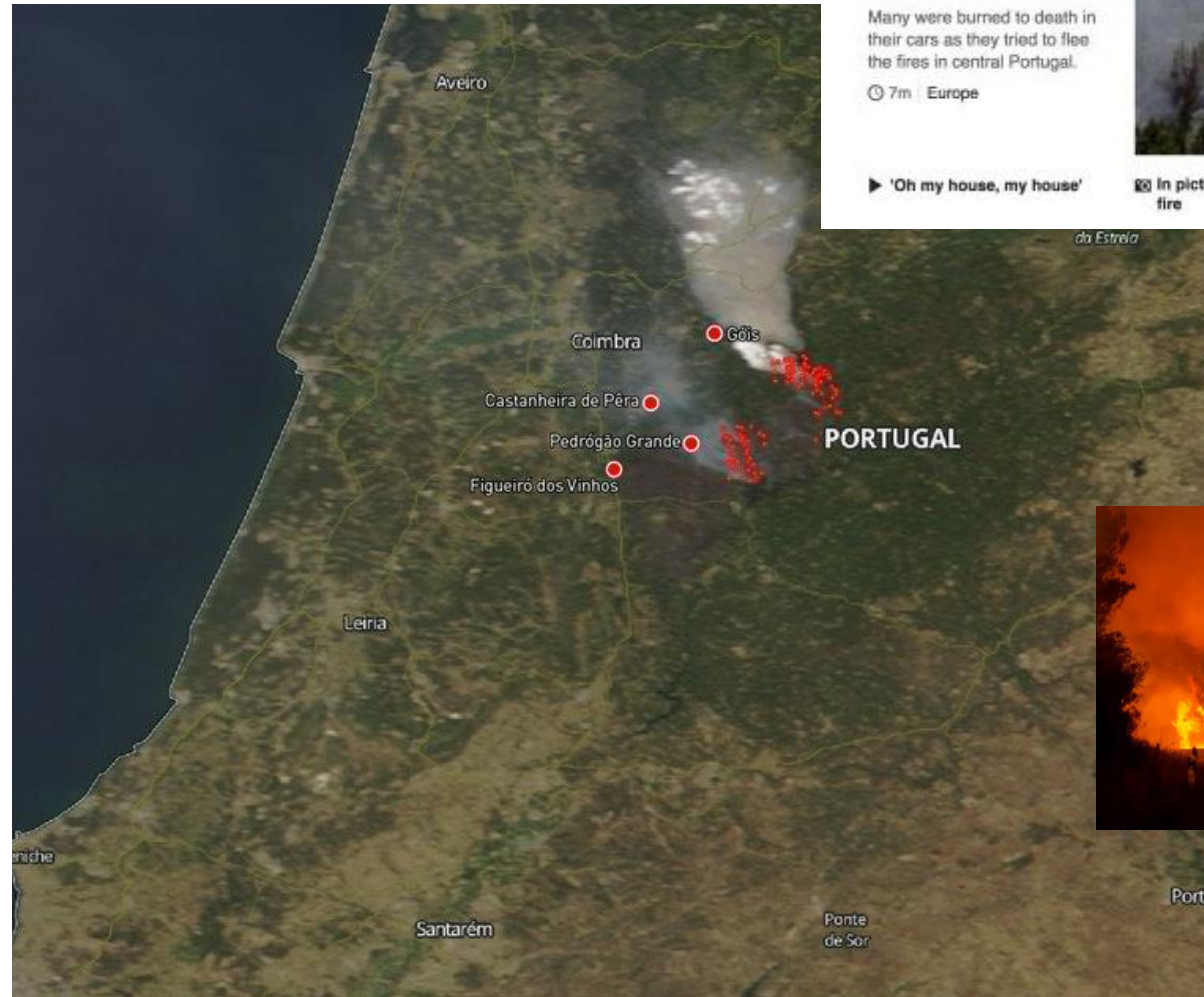 Many were burned to death in
their cars as they tried to flee
the fires in central Portugal.
7m Europe
'Oh my house, my house'
In pict
fire
Aveiro
da Estrela
Góis
Coimbra
Castanheira de Pêra
Pedrógão Grande
PORTUGAL
Figueiró dos Vinhos
Leiria
eniche
Port
Santarém
Ponte
de Sor